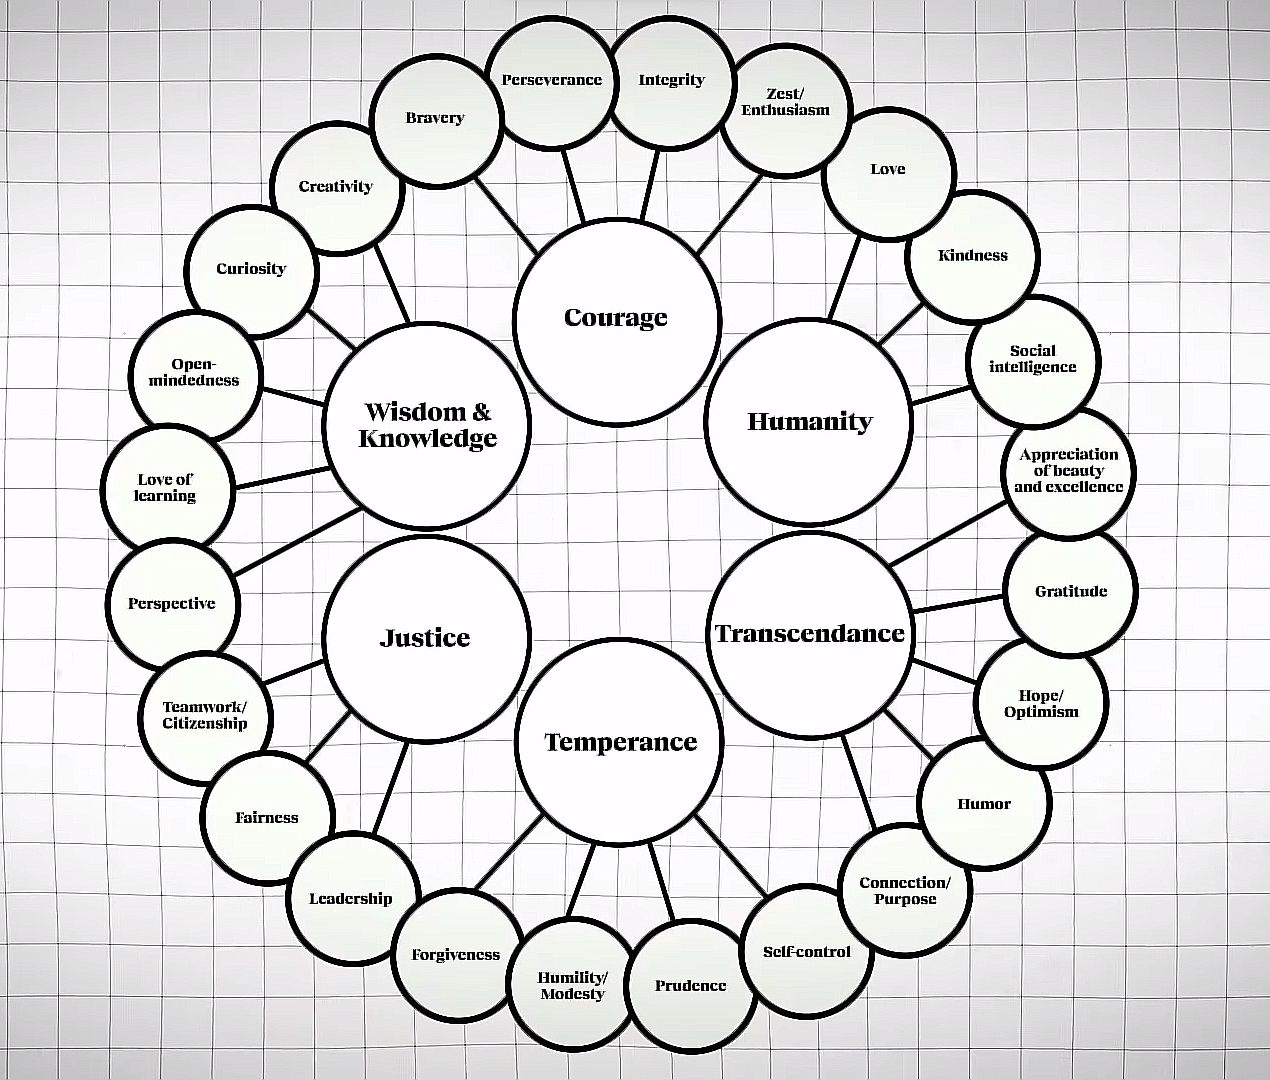 Perseverance
Integrity
Zest/
Enthusiasm
Bravery
Love
Creativity
Kindness
Curiosity
Social
intelligence
Open-
mindedness
Appreciation
of beauty
and excellence
Love of
learning
Gratitude
Perspective
Hope/
Optimism
Teamwork/
Citizenship
Humor
Fairness
Connection/
Purpose
Leadership
Self-control
Forgiveness
Humility/
Modesty
Prudence
Courage
Wisdom &
Knowledge
Humanity
Justice
Transcendance
Temperance